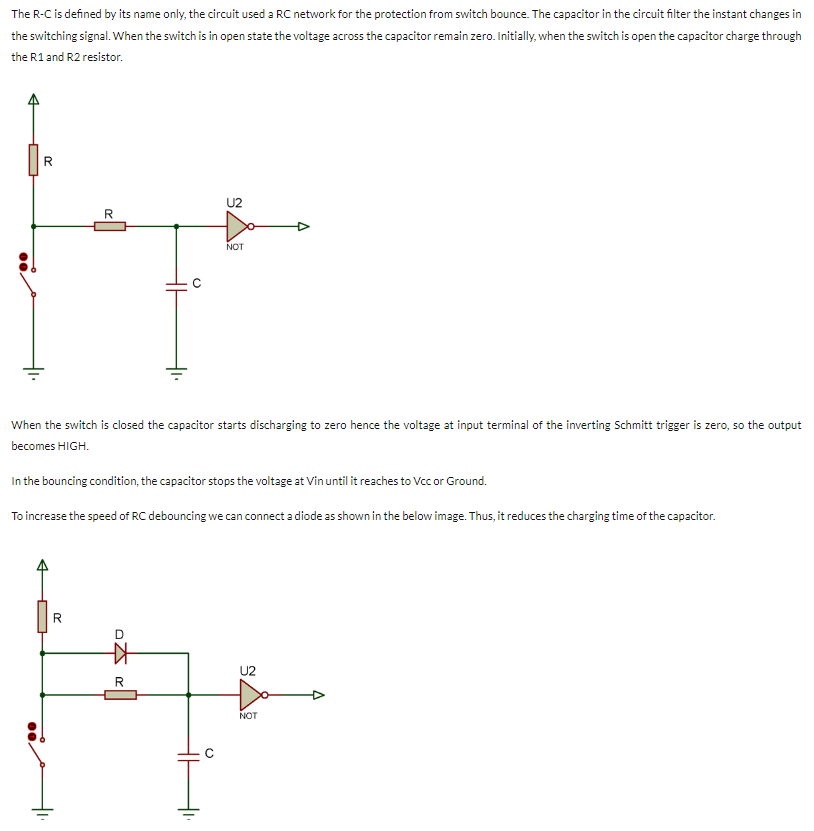 The R-C is defined by its name only, the circuit used a RC network for the protection from switch bounce. The capacitor in the circuit filter the instant changes in
the switching signal. When the switch is in open state the voltage across the capacitor remain zero. Initially, when the switch is open the capacitor charge through
the R1 and R2 resistor.
R
R
U2
NOT
C
When the switch is closed the capacitor starts discharging to zero hence the voltage at input terminal of the inverting Schmitt trigger is zero, so the output
becomes HIGH.
In the bouncing condition, the capacitor stops the voltage at Vin until it reaches to Vcc or Ground.
To increase the speed of RC debouncing we can connect a diode as shown in the below image. Thus, it reduces the charging time of the capacitor.
R
D
R
U2
NOT
C